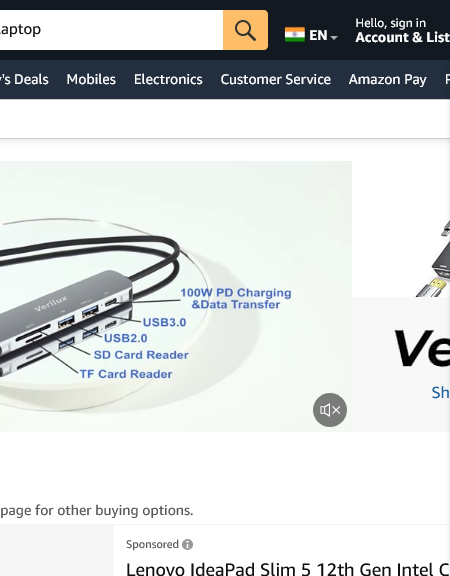 aptop
EN
Hello, sign in
Account & List
's Deals Mobiles Electronics Customer Service Amazon Pay
Verilux
100W PD Charging
&Data Transfer
USB3.0
USB2.0
SD Card Reader
TF Card Reader
Ve
Sh
page for other buying options.
Sponsored
Lenovo IdeaPad Slim 5 12th Gen Intel C